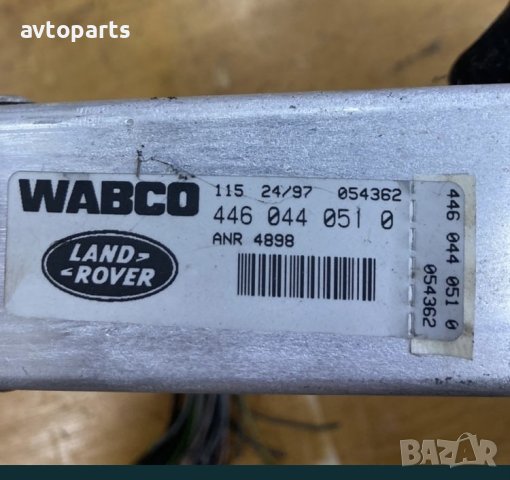 avtoparts
WABCO
115 24/97 054362
446 044 051 0
ANR 4898
LAND-
-ROVER
446 044 051 0
054362
BAZAR